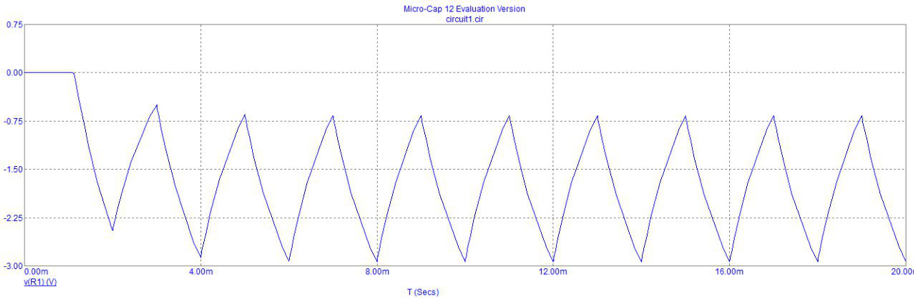 Micro-Cap 12 Evaluation Version
circuit1.cir
0.75
0.00
-0.75
-1.50
-2.25
-3.00
0.00m 4.00m 8.00m 12.00m 16.00m 20.00m
v(R1) (V)
T (Secs)